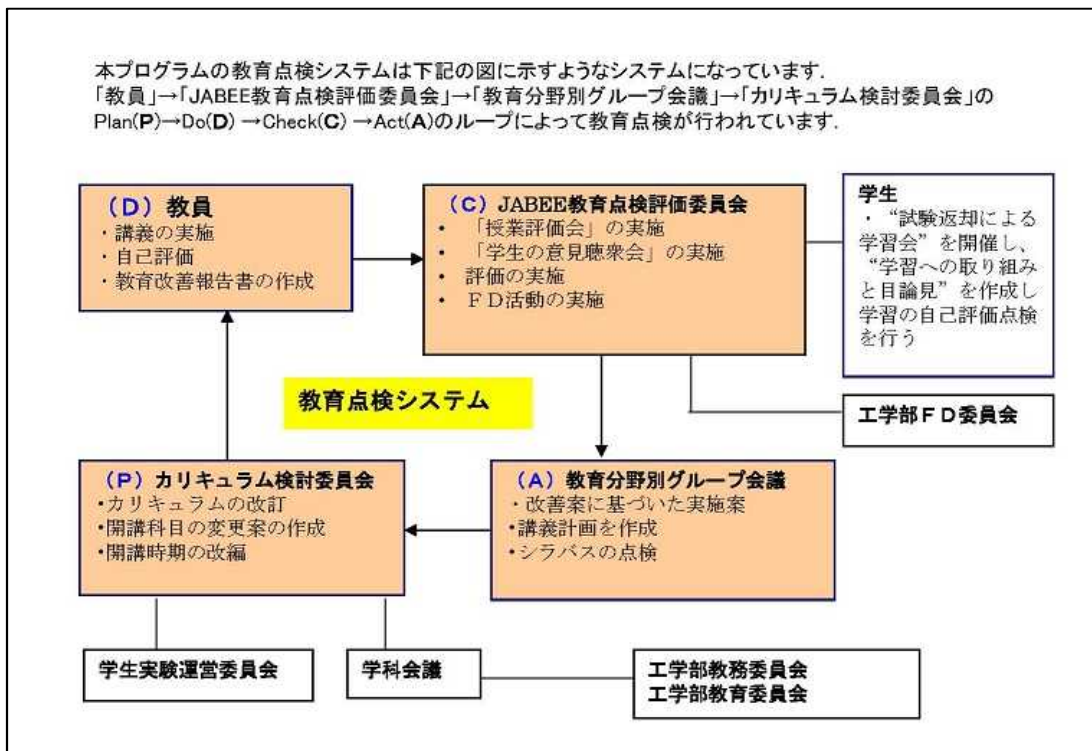 本プログラムの教育点検システムは下記の図に示すようなシステムになっています.
「教員」→「JABEE教育点検評価委員会」→「教育分野別グループ会議」→「カリキュラム検討委員会」の
Plan(P)→Do(D) →Check(C) →Act(A)のループによって教育点検が行われています.
（D）教員
・講義の実施
・自己評価
・教育改善報告書の作成
（C）JABEE教育点検評価委員会
• 「授業評価会」の実施
• 「学生の意見聴衆会」の実施
• 評価の実施
• ＦＤ活動の実施
学生
・“試験返却による
学習会”を開催し、
“学習への取り組み
と目論見”を作成し
学習の自己評価点検
を行う
教育点検システム
工学部ＦＤ委員会
（P）カリキュラム検討委員会
•カリキュラムの改訂
•開講科目の変更案の作成
•開講時期の改編
（A）教育分野別グループ会議
・改善案に基づいた実施案
•講義計画を作成
•シラバスの点検
学生実験運営委員会
学科会議
工学部教務委員会
工学部教育委員会